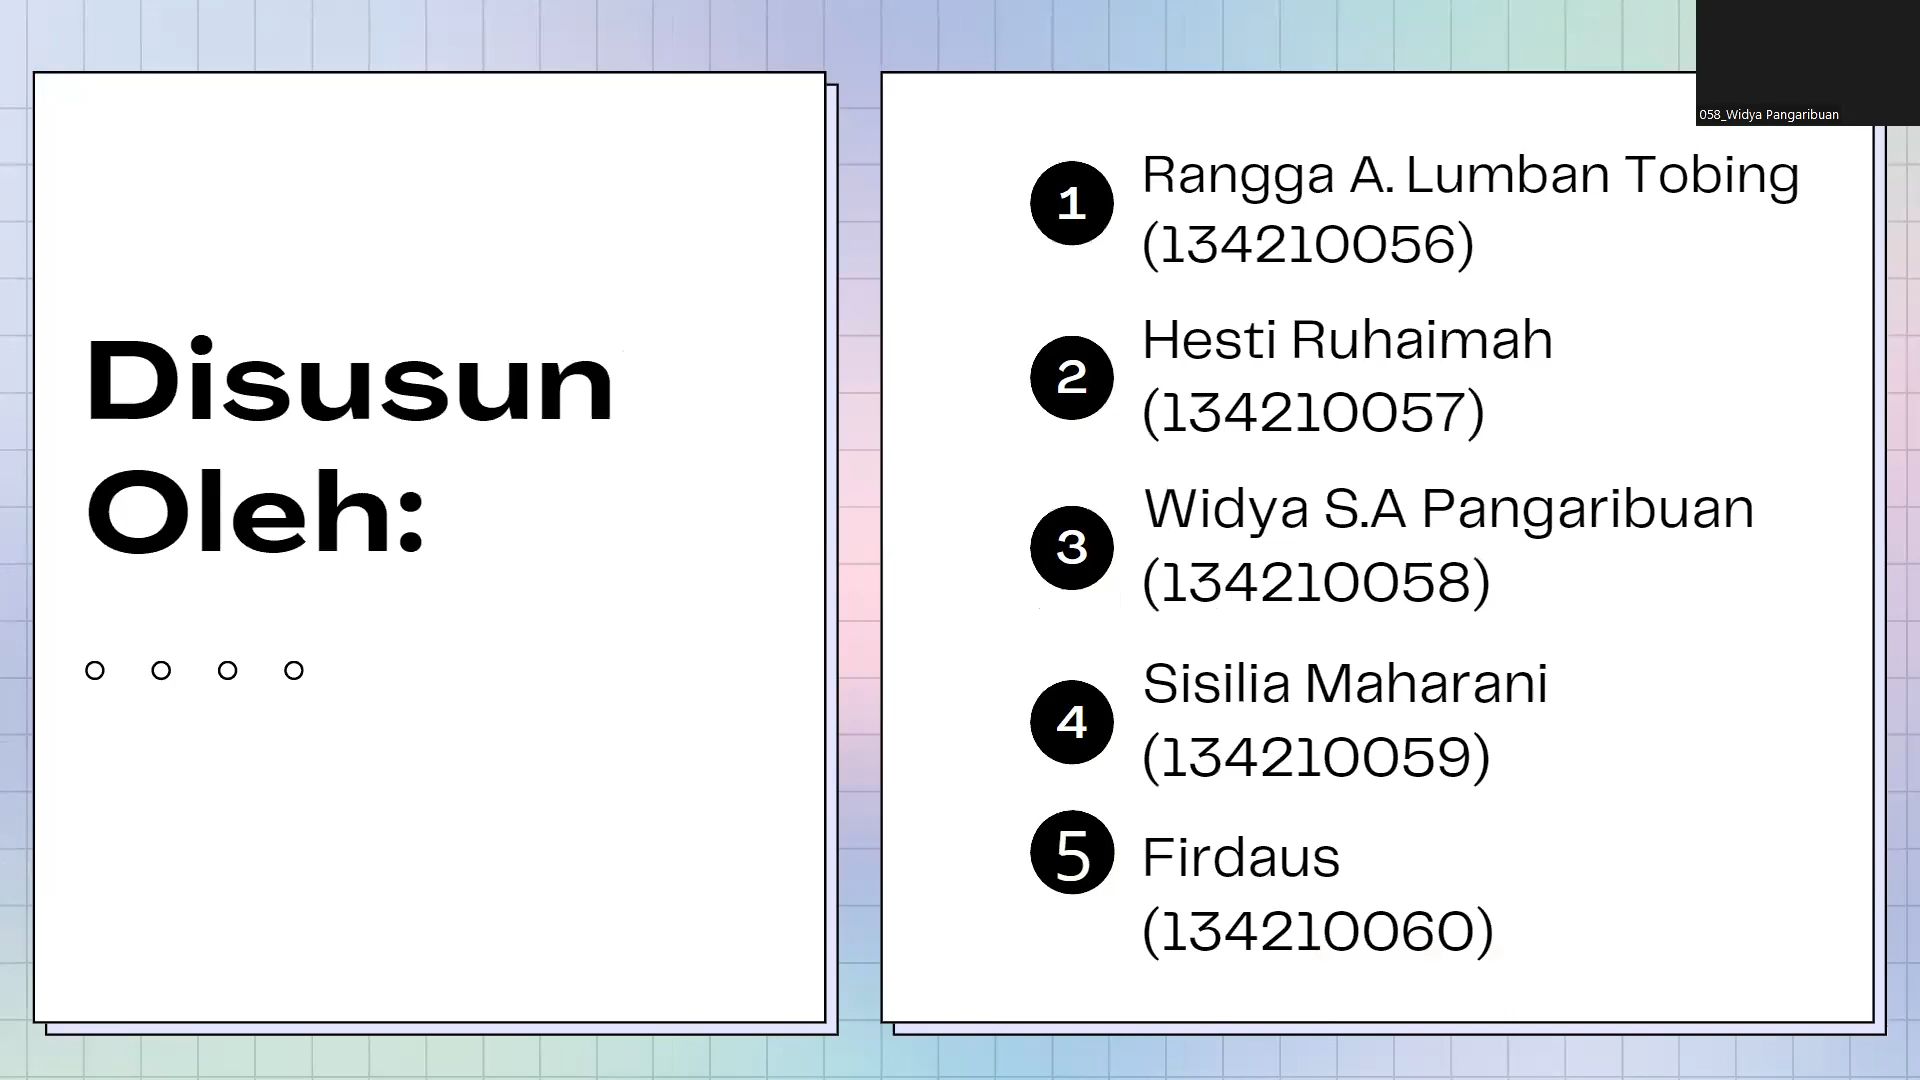 058_Widya Pangaribuan
Disusun
Oleh:
1
Rangga A. Lumban Tobing
(134210056)
2
Hesti Ruhaimah
(134210057)
3
Widya S.A Pangaribuan
(134210058)
4
Sisilia Maharani
(134210059)
5
Firdaus
(134210060)